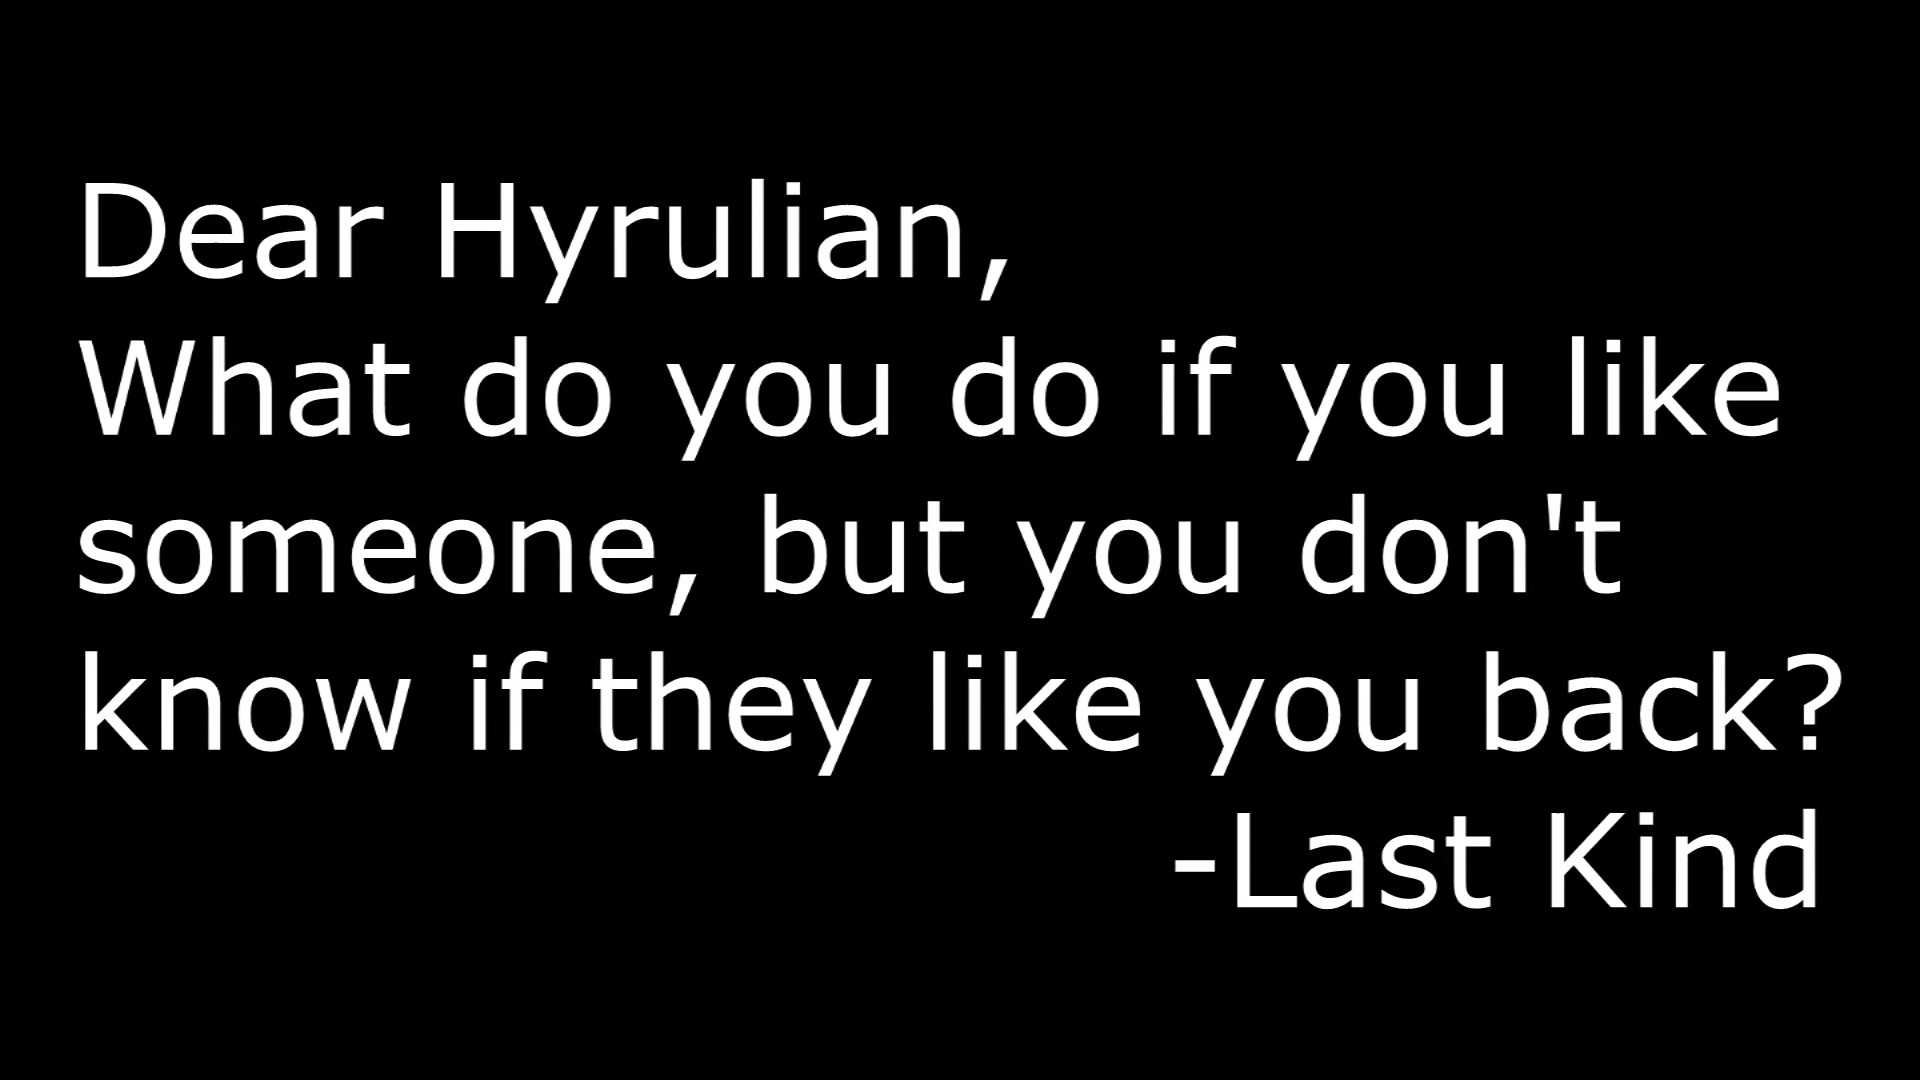 Dear Hyrulian,
What do you do if you like
someone, but you don't
know if they like you back?
-Last Kind